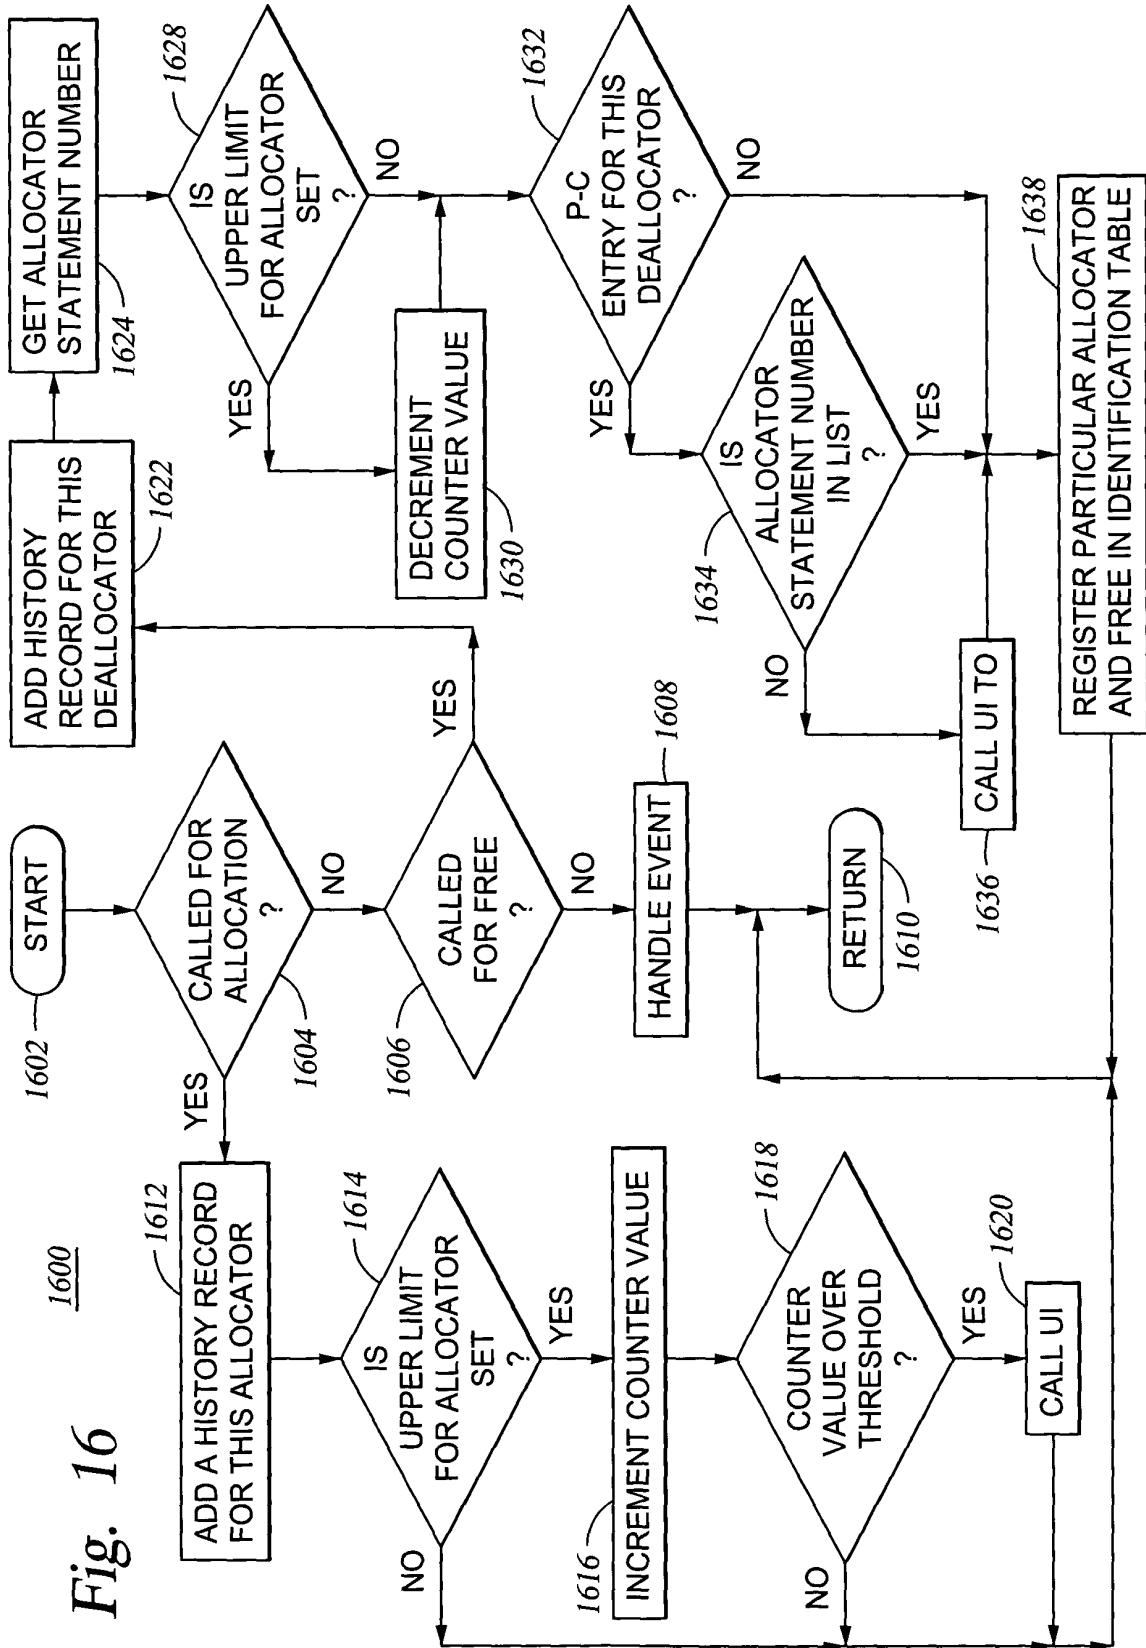 Fig. 16
1600
START
1602
CALLED FOR
ALLOCATION
?
1604
YES
NO
CALLED
FOR FREE
?
1606
YES
NO
HANDLE EVENT
1608
RETURN
1610
ADD A HISTORY RECORD
FOR THIS ALLOCATOR
1612
IS
UPPER LIMIT
FOR ALLOCATOR
SET
?
1614
NO
YES
INCREMENT COUNTER VALUE
1616
COUNTER
VALUE OVER
THRESHOLD
?
1618
NO
YES
CALL UI
1620
ADD HISTORY
RECORD FOR THIS
DEALLOCATOR
1622
GET ALLOCATOR
STATEMENT NUMBER
1624
IS
UPPER LIMIT
FOR ALLOCATOR
SET
?
1628
YES
NO
DECREMENT
COUNTER VALUE
1630
P-C
ENTRY FOR THIS
DEALLOCATOR
?
1632
YES
NO
IS
ALLOCATOR
STATEMENT NUMBER
IN LIST
?
1634
NO
YES
CALL UI TO
1636
REGISTER PARTICULAR ALLOCATOR
AND FREE IN IDENTIFICATION TABLE
1638